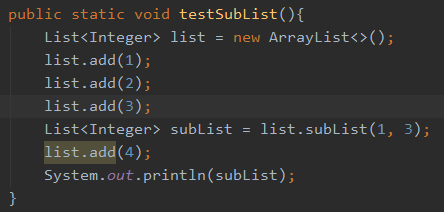 public static void testSubList(){
    List<Integer> list = new ArrayList<>();
    list.add(1);
    list.add(2);
    list.add(3);
    List<Integer> subList = list.subList(1, 3);
    list.add(4);
    System.out.println(subList);
}